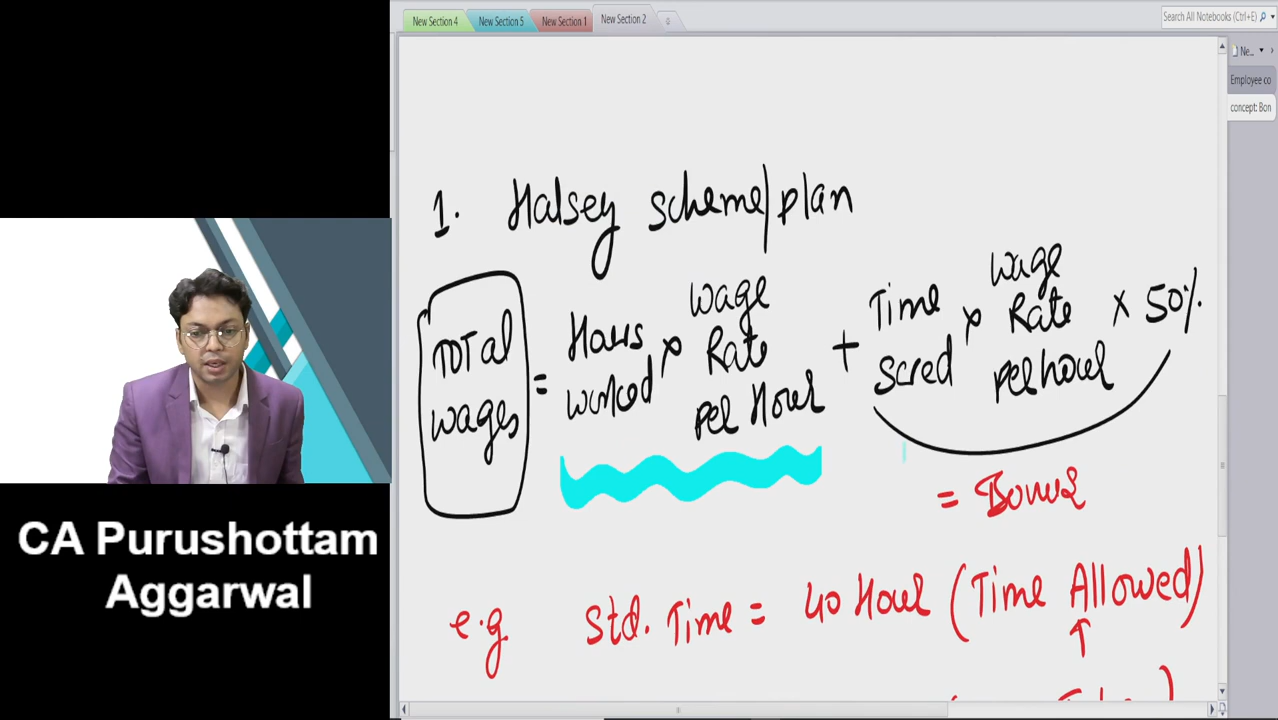 New Section 4 New Section 5 New Section 1 New Section 2
Search All Notebooks (Ctrl+E)
Ne...
Employee co
concept: Bon
1. Halsey scheme/plan
Total wages = Hours worked × wage Rate per Hour + Time saved × wage Rate per hour × 50%
= Bonus
e.g Std. Time = 40 Hour (Time Allowed)
CA Purushottam
Aggarwal